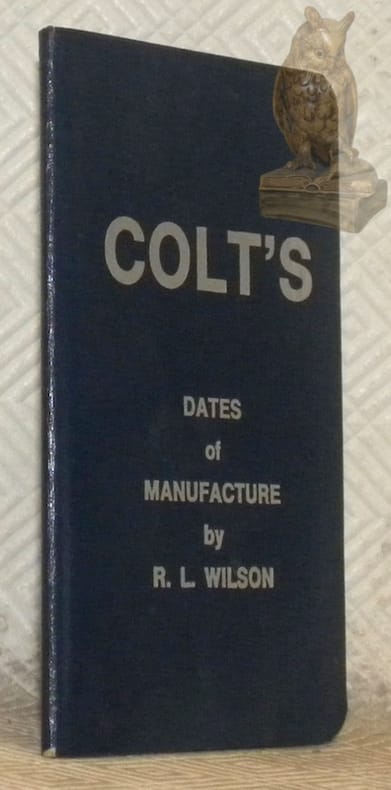 COLT'S
DATES
of
MANUFACTURE
by
R. L. WILSON